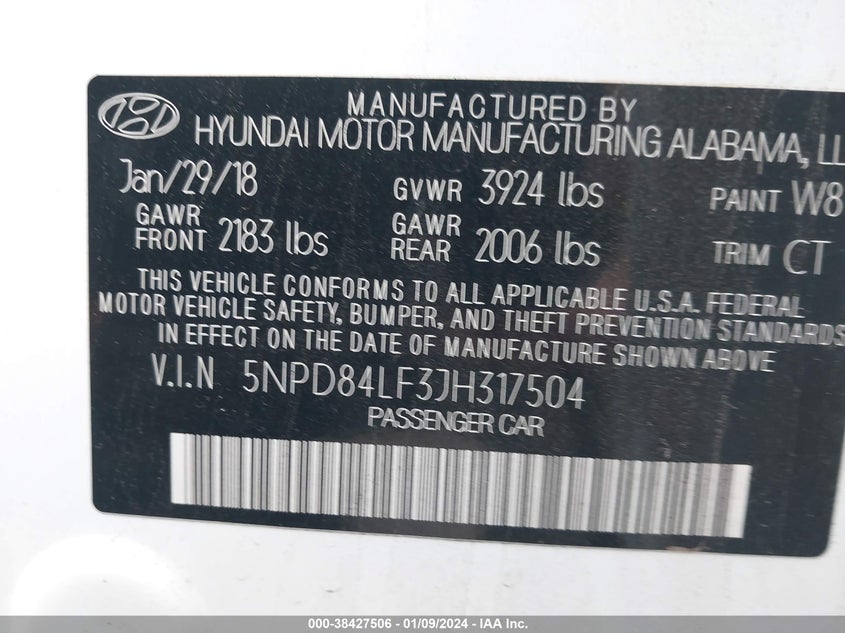 MANUFACTURED BY
HYUNDAI MOTOR MANUFACTURING ALABAMA, LL
Jan/29/18 GVWR 3924 lbs PAINT W8
GAWR FRONT 2183 lbs GAWR REAR 2006 lbs TRIM CT
THIS VEHICLE CONFORMS TO ALL APPLICABLE U.S.A. FEDERAL
MOTOR VEHICLE SAFETY, BUMPER, AND THEFT PREVENTION STANDARDS
IN EFFECT ON THE DATE OF MANUFACTURE SHOWN ABOVE
V.I.N 5NPD84LF3JH317504
PASSENGER CAR
000-38427506 | 01/09/2024 | IAA Inc.